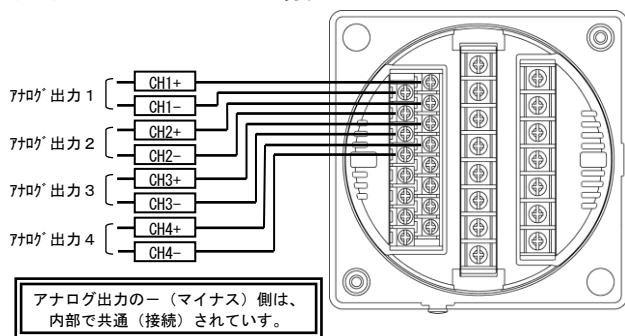 アナログ出力1
CH1+
CH1-
アナログ出力2
CH2+
CH2-
アナログ出力3
CH3+
CH3-
アナログ出力4
CH4+
CH4-
アナログ出力の－（マイナス）側は、
内部で共通（接続）されていす。